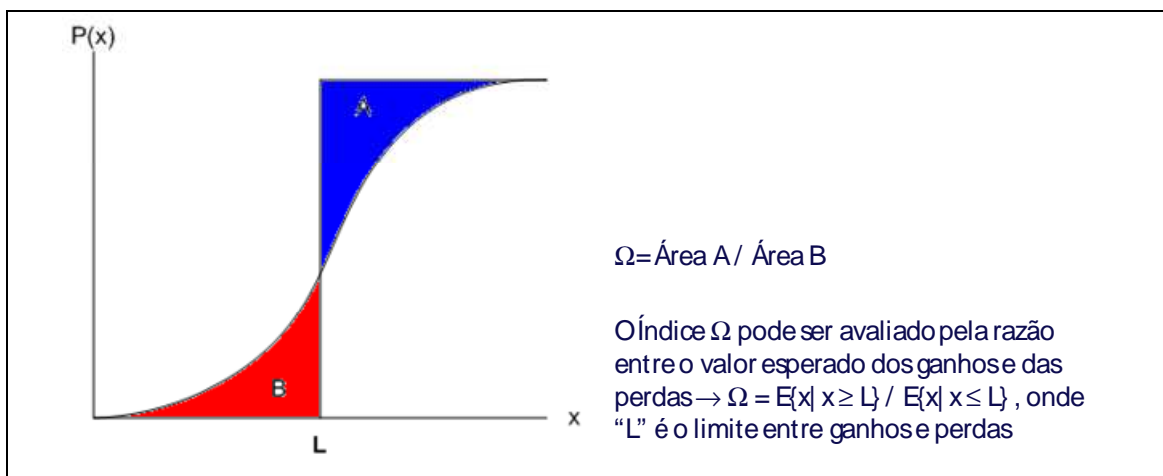 P(x)
A
B
x
L
Ω=Área A / Área B
O Índice Ω pode ser avaliado pela razão
entre o valor esperado dos ganhos e das
perdas → Ω = E{x| x ≥ L} / E{x| x ≤ L} , onde
“L” é o limite entre ganhos e perdas